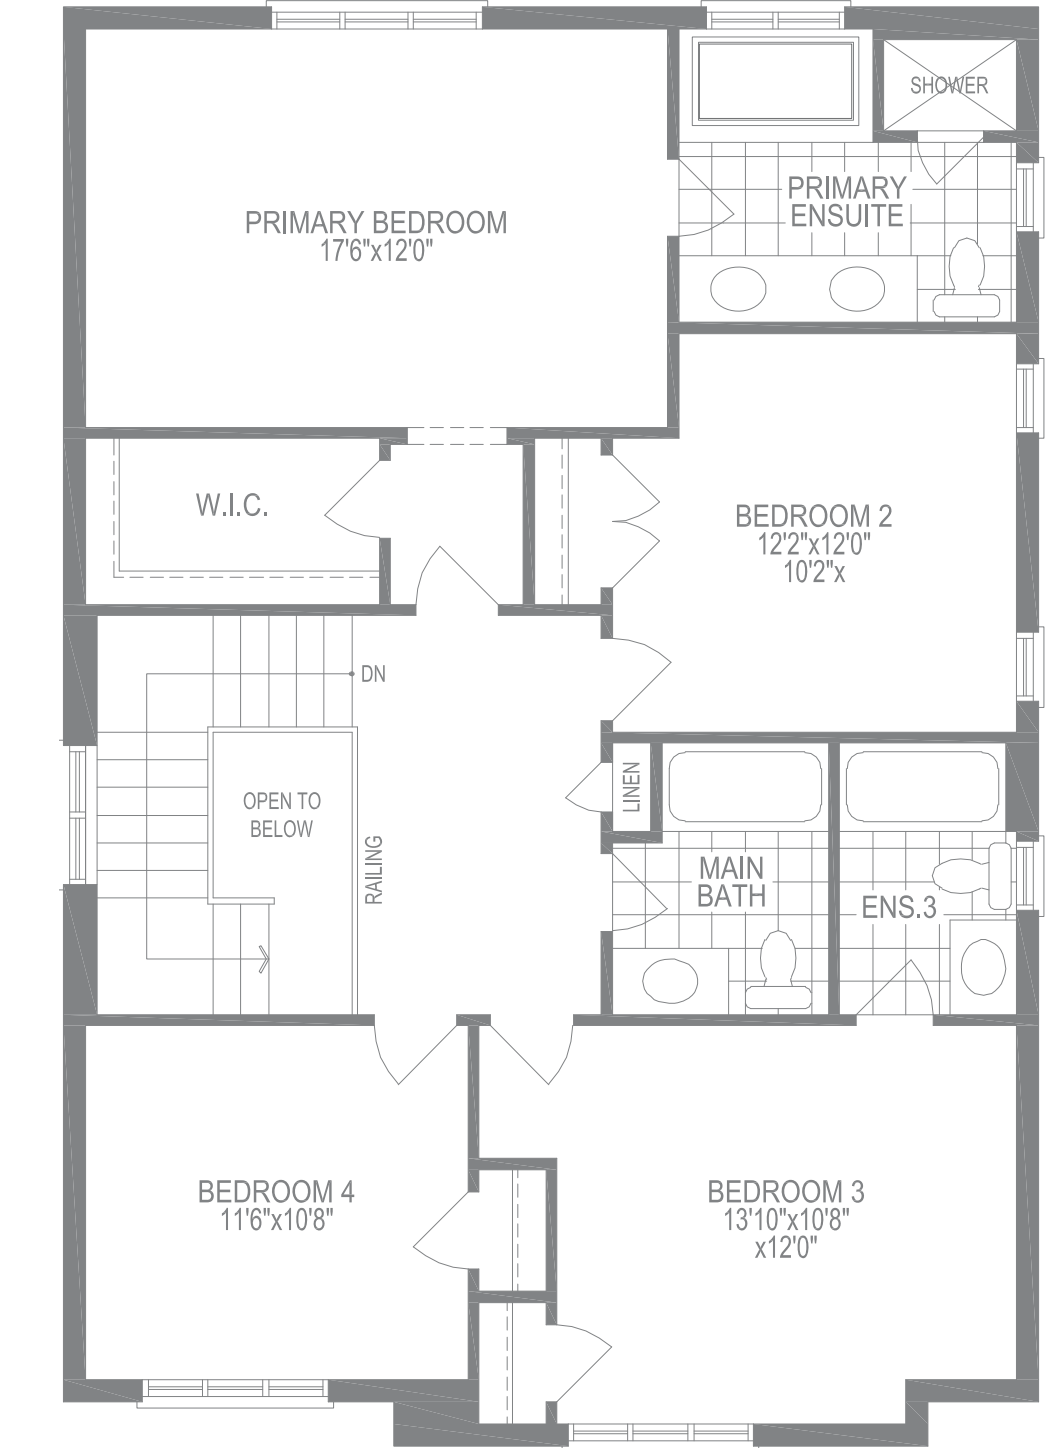 SHOWER
PRIMARY
ENSUITE
PRIMARY BEDROOM
17'6"x12'0"
W.I.C.
BEDROOM 2
12'2"x12'0"
10'2"x
DN
OPEN TO
BELOW
RAILING
LINEN
MAIN
BATH
ENS.3
BEDROOM 4
11'6"x10'8"
BEDROOM 3
13'10"x10'8"
x12'0"